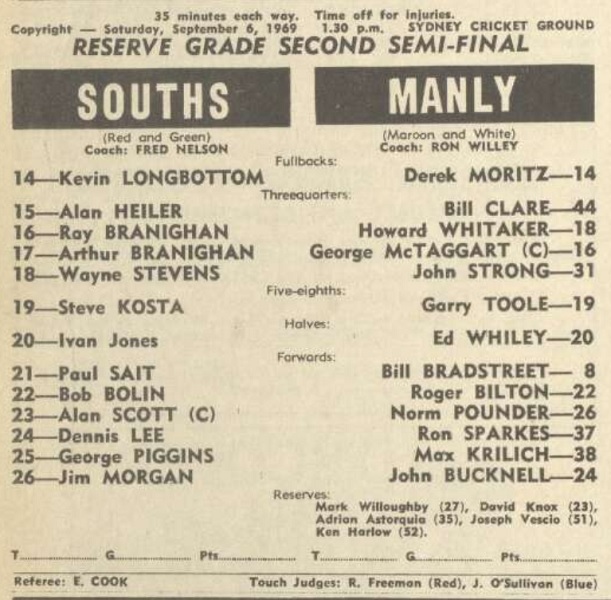 35 minutes each way. Time off for injuries.
Copyright — Saturday, September 6, 1969 1.30 p.m. SYDNEY CRICKET GROUND
RESERVE GRADE SECOND SEMI-FINAL
SOUTHS MANLY
(Red and Green) (Maroon and White)
Coach: FRED NELSON Coach: RON WILLEY
Fullbacks:
14—Kevin LONGBOTTOM Derek MORITZ—14
Threequarters:
15—Alan HEILER Bill CLARE—44
16—Ray BRANIGHAN Howard WHITAKER—18
17—Arthur BRANIGHAN George McTAGGART (C)—16
18—Wayne STEVENS John STRONG—31
Five-eighths:
19—Steve KOSTA Garry TOOLE—19
Halves:
20—Ivan Jones Ed WHILEY—20
Forwards:
21—Paul SAIT Bill BRADSTREET— 8
22—Bob BOLIN Roger BILTON—22
23—Alan SCOTT (C) Norm POUNDER—26
24—Dennis LEE Ron SPARKES—37
25—George PIGGINS Max KRILICH—38
26—Jim MORGAN John BUCKNELL—24
Reserves:
Mark Willoughby (27), David Knox (23),
Adrian Astorquia (35), Joseph Vescio (51),
Ken Harlow (52).
T.................. G.................. Pts.................. T.................. G.................. Pts..................
Referee: E. COOK Touch Judges: R. Freeman (Red), J. O'Sullivan (Blue)